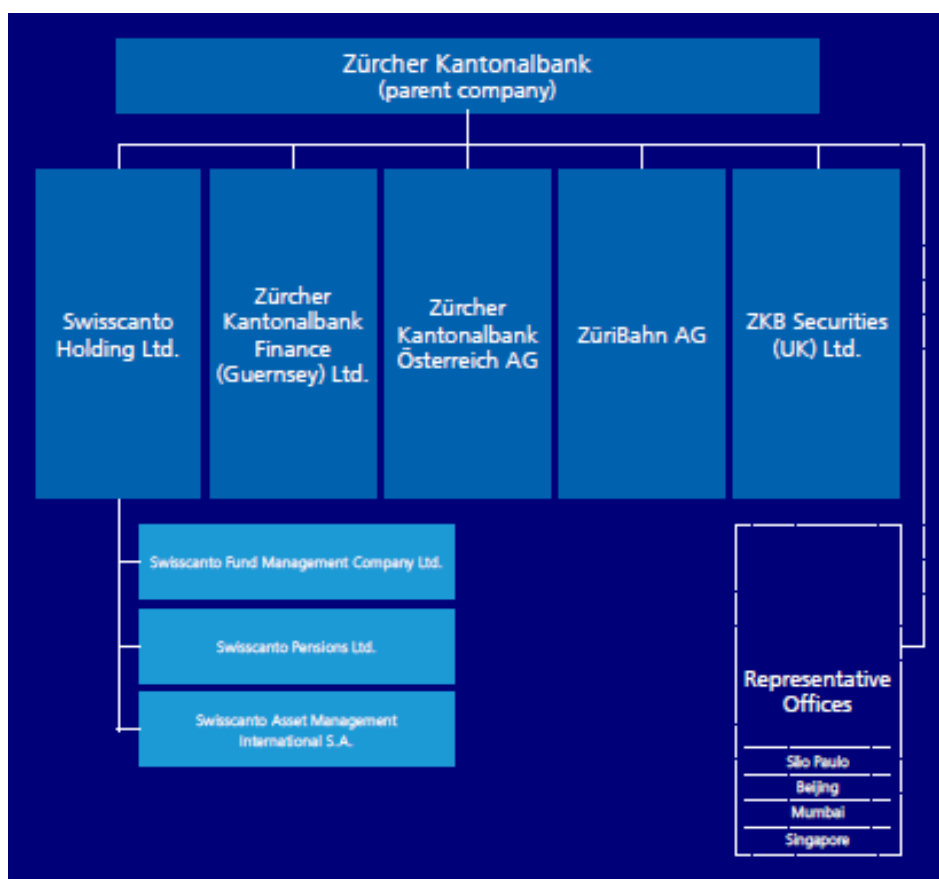 Zürcher Kantonalbank
(parent company)
Swisscanto
Holding Ltd.
Zürcher
Kantonalbank
Finance
(Guernsey) Ltd.
Zürcher
Kantonalbank
Österreich AG
ZüriBahn AG
ZKB Securities
(UK) Ltd.
Swisscanto Fund Management Company Ltd.
Swisscanto Pensions Ltd.
Swisscanto Asset Management
International S.A.
Representative
Offices
São Paulo
Beijing
Mumbai
Singapore